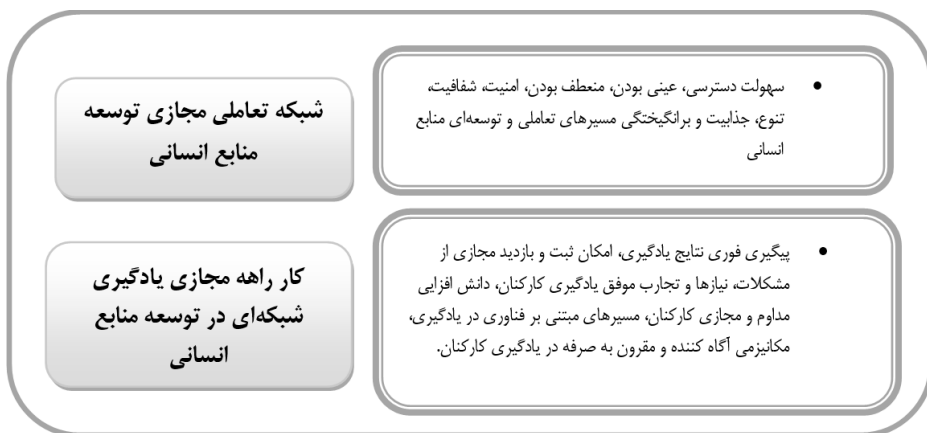 شبکه تعاملی مجازی توسعه
منابع انسانی
• سهولت دسترسی، عینی بودن، منعطف بودن، امنیت، شفافیت،
تنوع، جذابیت و برانگیختگی مسیرهای تعاملی و توسعه‌ای منابع
انسانی
کار راهه مجازی یادگیری
شبکه‌ای در توسعه منابع
انسانی
• پیگیری فوری نتایج یادگیری، امکان ثبت و بازدید مجازی از
مشکلات، نیازها و تجارب موفق یادگیری کارکنان، دانش افزایی
مداوم و مجازی کارکنان، مسیرهای مبتنی بر فناوری در یادگیری،
مکانیزمی آگاه کننده و مقرون به صرفه در یادگیری کارکنان.